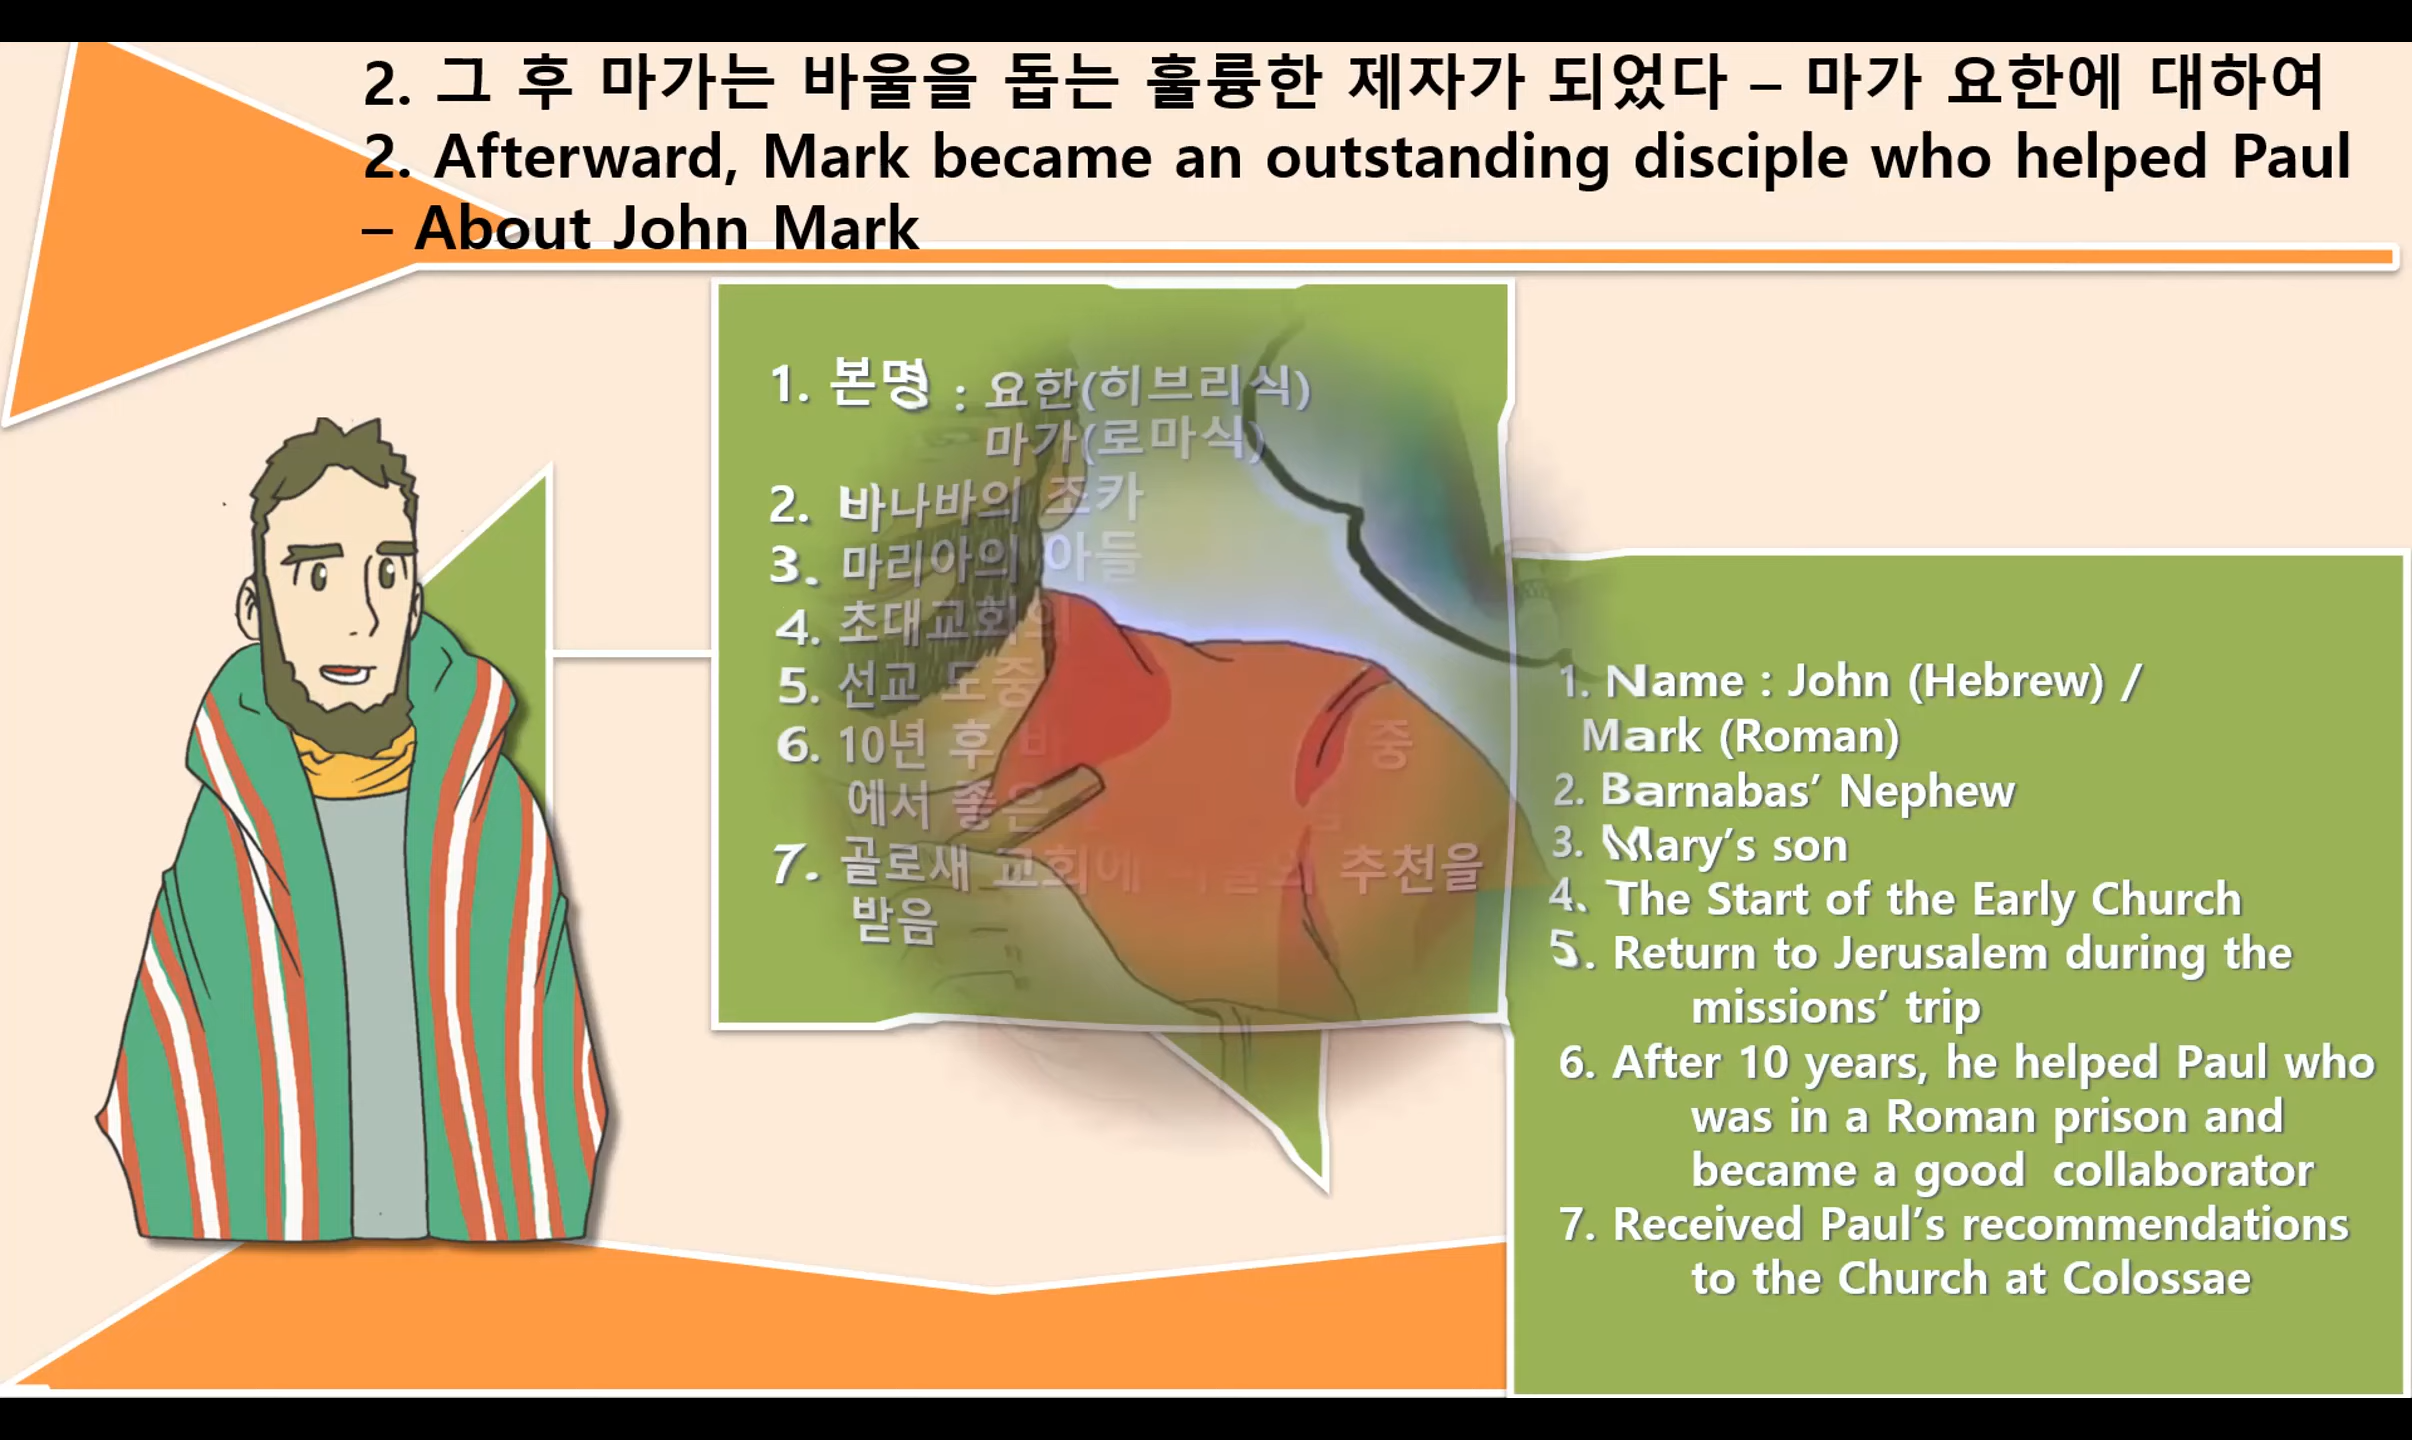 2. 그 후 마가는 바울을 돕는 훌륭한 제자가 되었다 – 마가 요한에 대하여
2. Afterward, Mark became an outstanding disciple who helped Paul
– About John Mark
1. 본명 : 요한(히브리식)
마가(로마식)
2. 바나바의 조카
3. 마리아의 아들
4. 초대교회의
5. 선교 도중
6. 10년 후 중
에서 좋은
7. 골로새 교회에 추천을
받음
1. Name : John (Hebrew) /
Mark (Roman)
2. Barnabas’ Nephew
3. Mary’s son
4. The Start of the Early Church
5. Return to Jerusalem during the
missions’ trip
6. After 10 years, he helped Paul who
was in a Roman prison and
became a good collaborator
7. Received Paul’s recommendations
to the Church at Colossae